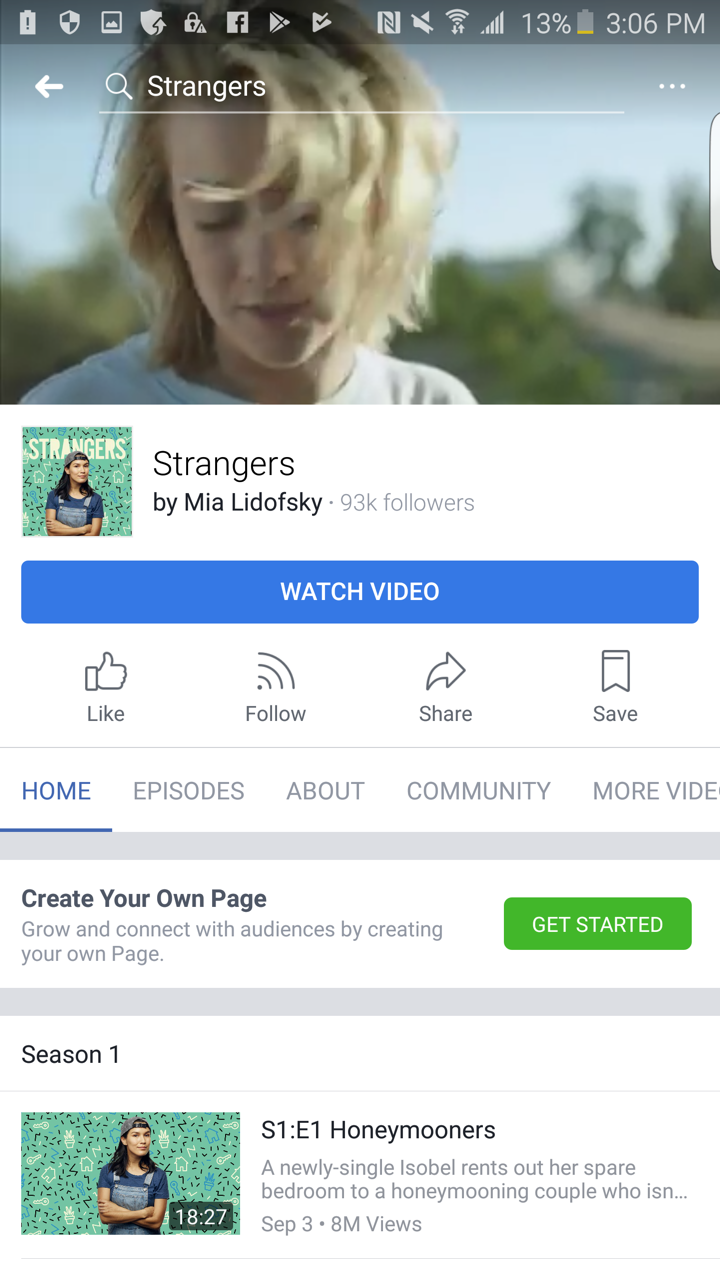 13% 3:06 PM
Strangers
STRANGERS
Strangers
by Mia Lidofsky · 93k followers
WATCH VIDEO
Like Follow Share Save
HOME EPISODES ABOUT COMMUNITY MORE VIDE
Create Your Own Page
Grow and connect with audiences by creating
your own Page.
GET STARTED
Season 1
S1:E1 Honeymooners
A newly-single Isobel rents out her spare
bedroom to a honeymooning couple who isn...
18:27
Sep 3 • 8M Views